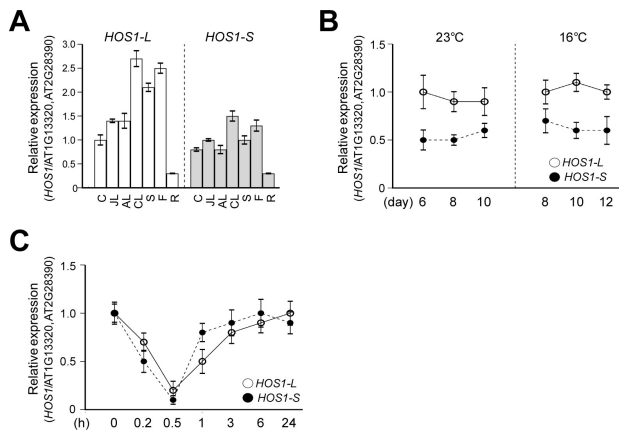 A
HOS1-L
HOS1-S
Relative expression
(HOS1/AT1G13320,AT2G28390)
3.0
2.5
2.0
1.5
1.0
0.5
0
C JL AL CL S F R
C JL AL CL S F R
B
23°C
16°C
Relative expression
(HOS1/AT1G13320,AT2G28390)
1.5
1.0
0.5
0
HOS1-L
HOS1-S
(day) 6 8 10 8 10 12
C
Relative expression
(HOS1/AT1G13320,AT2G28390)
1.5
1.0
0.5
0
HOS1-L
HOS1-S
(h) 0 0.2 0.5 1 3 6 24